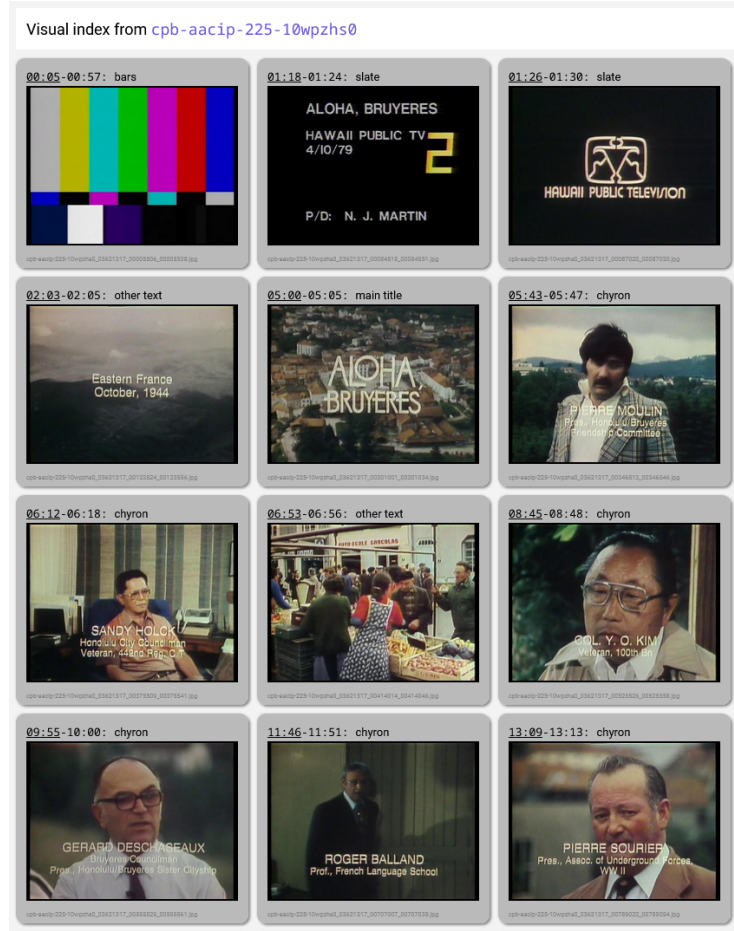 Visual index from cpb-aacip-225-10wpzhs0
00:05-00:57: bars
01:18-01:24: slate
01:26-01:30: slate
ALOHA, BRUYERES
HAWAII PUBLIC TV
2
4/10/79
P/D: N. J. MARTIN
HAWAII PUBLIC TELEVISION
02:03-02:05: other text
05:00-05:05: main title
05:43-05:47: chyron
Eastern France
October, 1944
ALOHA
BRUYERES
PIERRE MOULIN
Pres., Honolulu/Bruyeres
Friendship Committee
06:12-06:18: chyron
06:53-06:56: other text
08:45-08:48: chyron
SANDY HOLCK
Honolulu City Councilman
Veteran, 442nd Reg. C.T.
COL. Y. O. KIM
Veteran, 100th Bn
09:55-10:00: chyron
11:46-11:51: chyron
13:09-13:13: chyron
GERARD DESCHASEAUX
Bruyeres Councilman
Pres., Honolulu/Bruyeres Sister Cityship
ROGER BALLAND
Prof., French Language School
PIERRE SOURIER
Pres., Assoc. of Underground Forces,
WW II